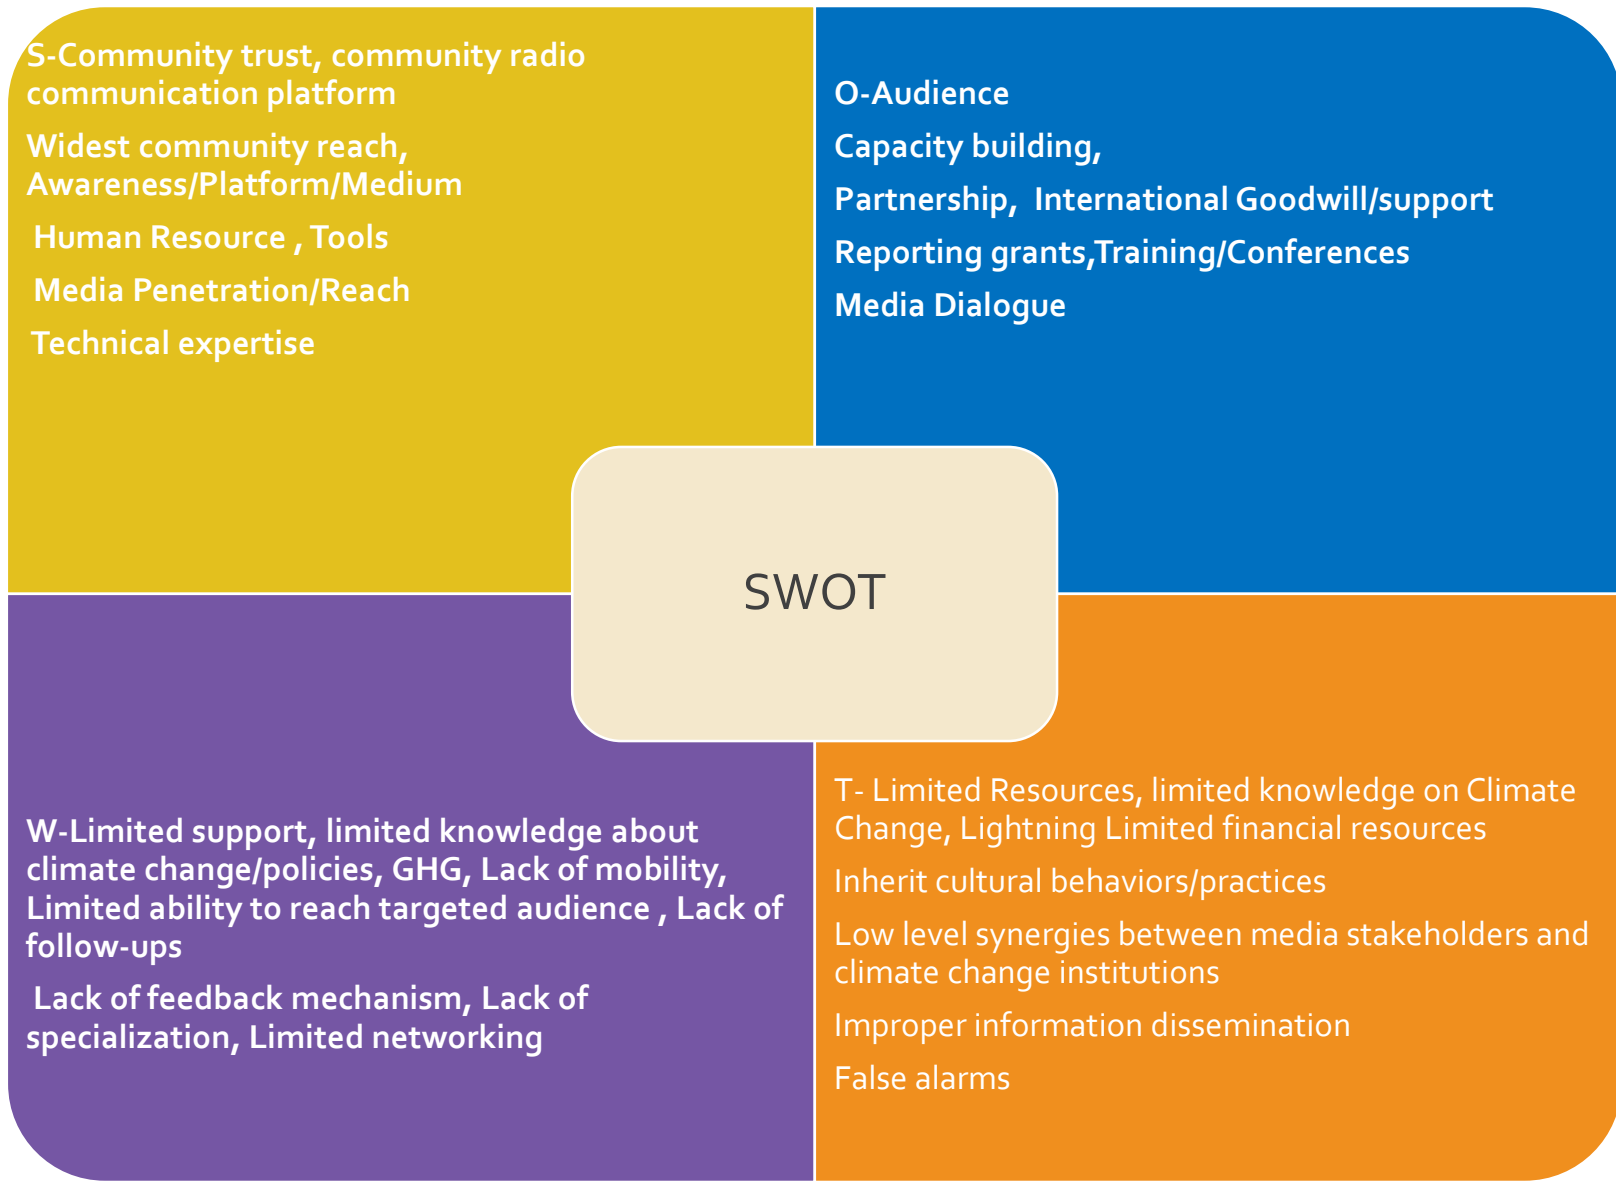 S-Community trust, community radio
communication platform
Widest community reach,
Awareness/Platform/Medium
Human Resource , Tools
Media Penetration/Reach
Technical expertise
O-Audience
Capacity building,
Partnership, International Goodwill/support
Reporting grants,Training/Conferences
Media Dialogue
SWOT
W-Limited support, limited knowledge about
climate change/policies, GHG, Lack of mobility,
Limited ability to reach targeted audience , Lack of
follow-ups
Lack of feedback mechanism, Lack of
specialization, Limited networking
T- Limited Resources, limited knowledge on Climate
Change, Lightning Limited financial resources
Inherit cultural behaviors/practices
Low level synergies between media stakeholders and
climate change institutions
Improper information dissemination
False alarms